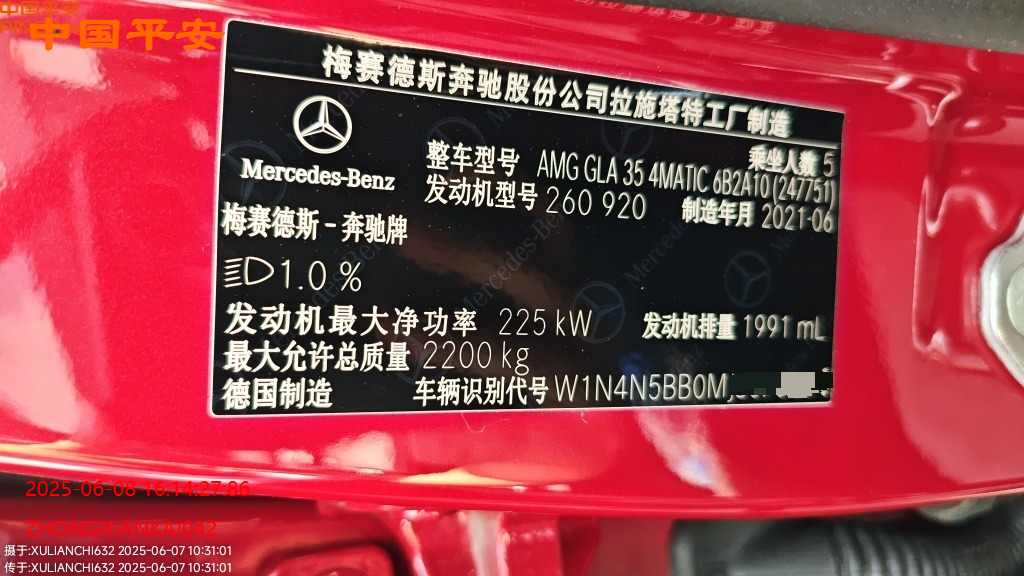 中国平安
中国平安
梅赛德斯奔驰股份公司拉施塔特工厂制造
Mercedes-Benz
整车型号 AMG GLA 35 4MATIC 6B2A10(247751)
乘坐人数 5
发动机型号 260 920
制造年月 2021-06
梅赛德斯-奔驰牌
1.0 %
发动机最大净功率 225 kW
发动机排量 1991 mL
最大允许总质量 2200 kg
德国制造
车辆识别代号 W1N4N5BB0M
2025-06-08 16:14:27.86
ZHONGXIANKAI042
摄于:XULIANCHI632 2025-06-07 10:31:01
传于:XULIANCHI632 2025-06-07 10:31:01